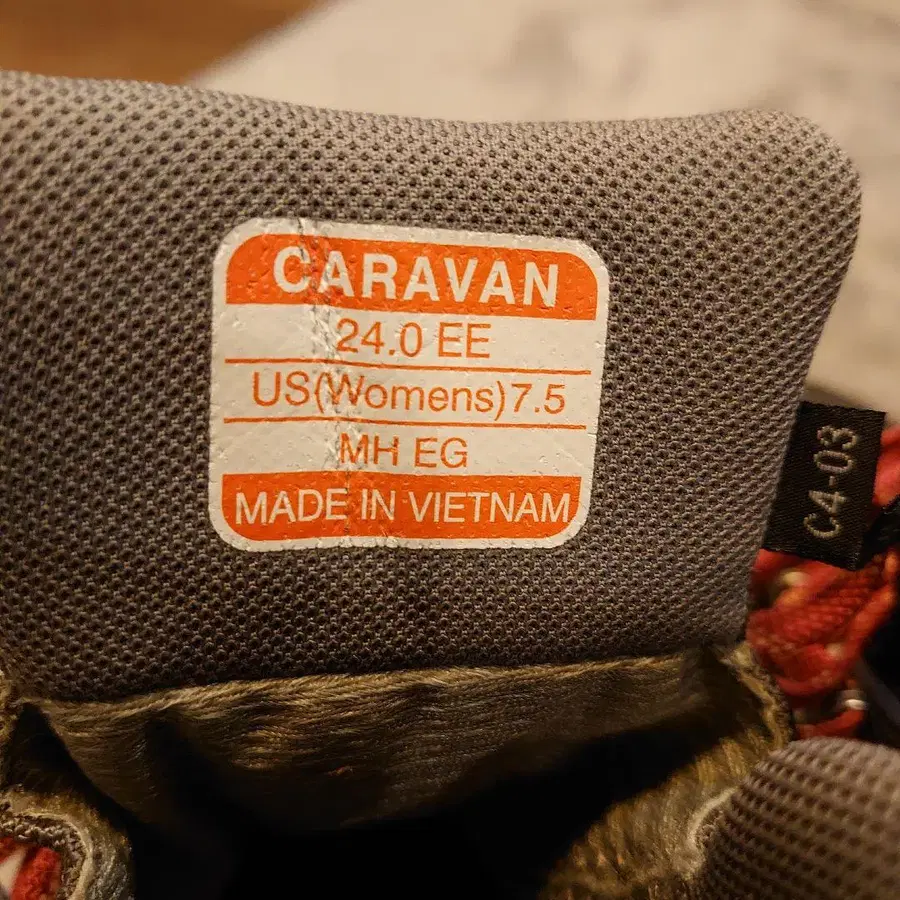 CARAVAN
24.0 EE
US(Womens)7.5
MH EG
MADE IN VIETNAM
C4-03